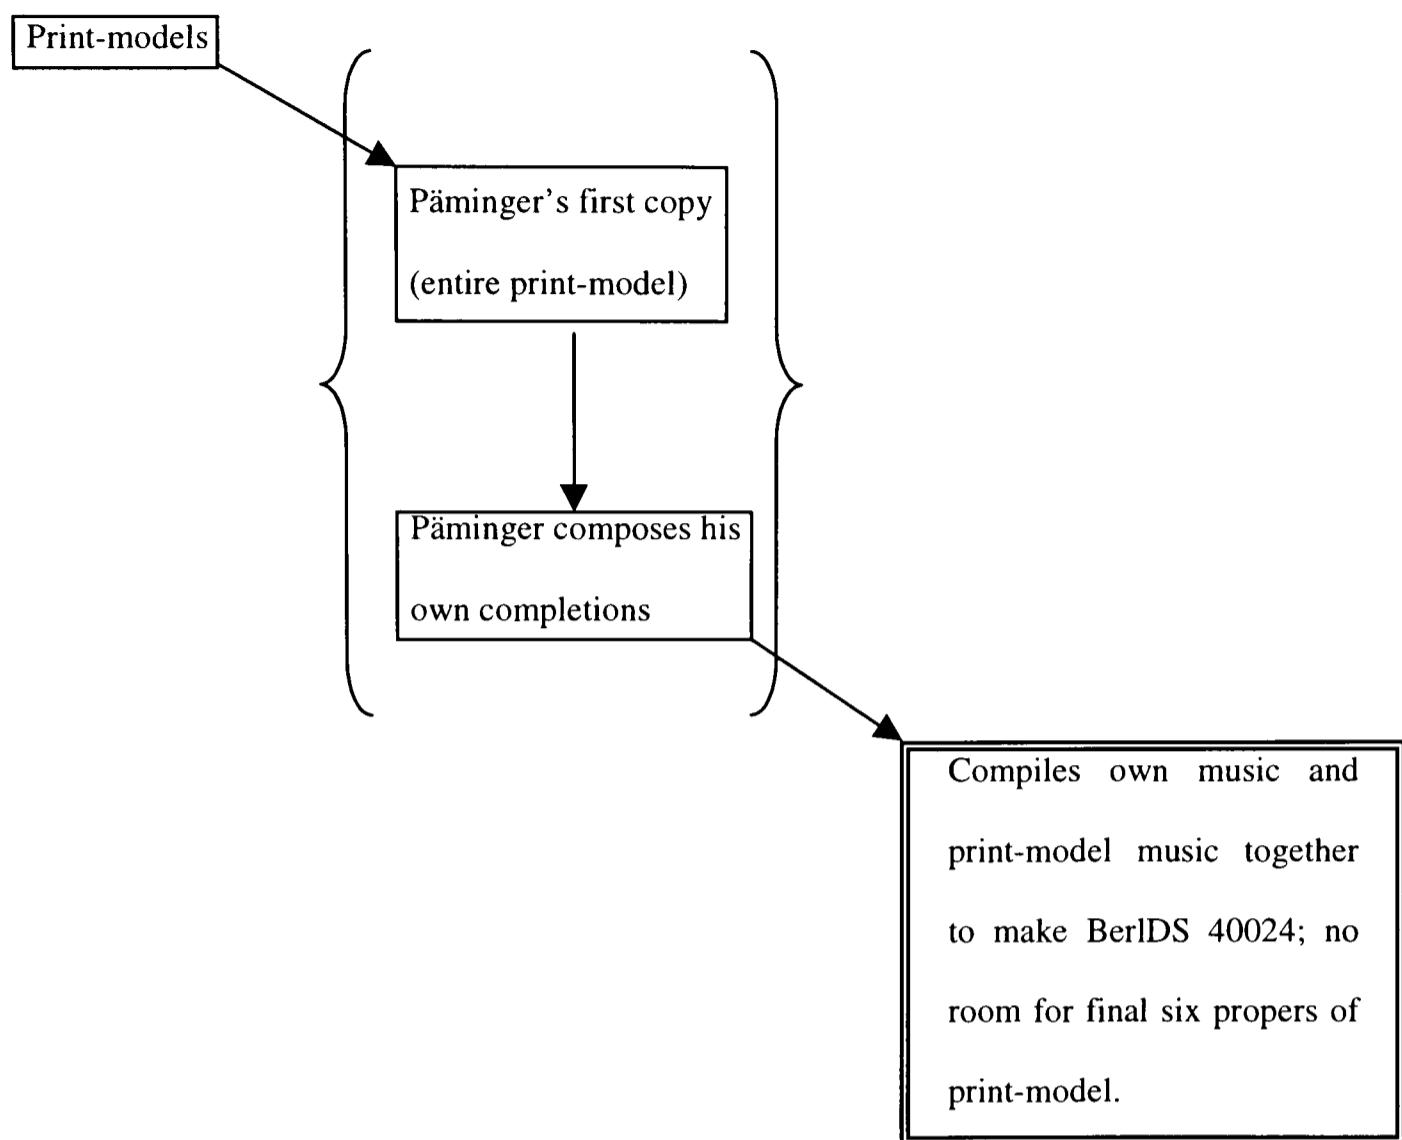 Print-models
Päminger’s first copy
(entire print-model)
Päminger composes his
own completions
Compiles own music and
print-model music together
to make BerlDS 40024; no
room for final six propers of
print-model.